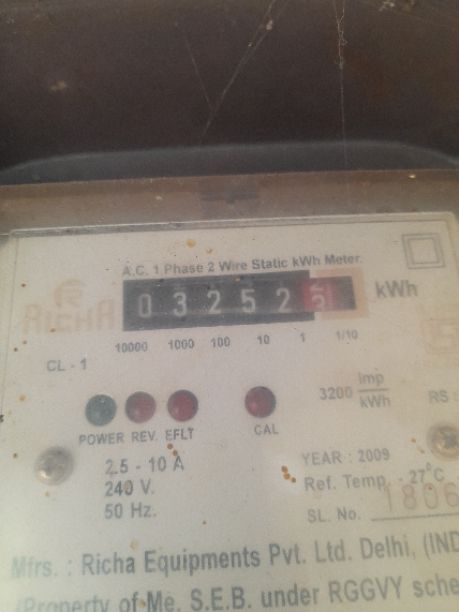 A.C. 1 Phase 2 Wire Static kWh Meter.
RICHA
0 3 2 5 2 5 kWh
10000 1000 100 10 1 1/10
CL - 1
3200 Imp/kWh
RS :
POWER REV. EFLT CAL
2.5 - 10 A
240 V.
50 Hz.
YEAR : 2009
Ref. Temp. - 27°C
SL. No. 1806
Mfrs. : Richa Equipments Pvt. Ltd. Delhi, (IND
(Property of Me. S.E.B. under RGGVY sche